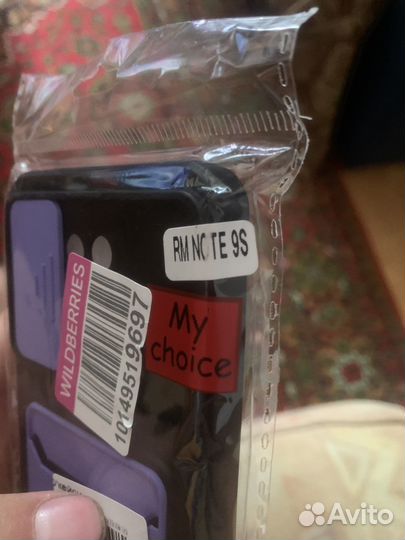 RM NOTE 9S
WILDBERRIES
10149519697
My
choice
Avito